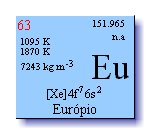 63 151.965
n.a
1095 K
1870 K
7243 kg m⁻³
Eu
[Xe]4f⁷6s²
Európio